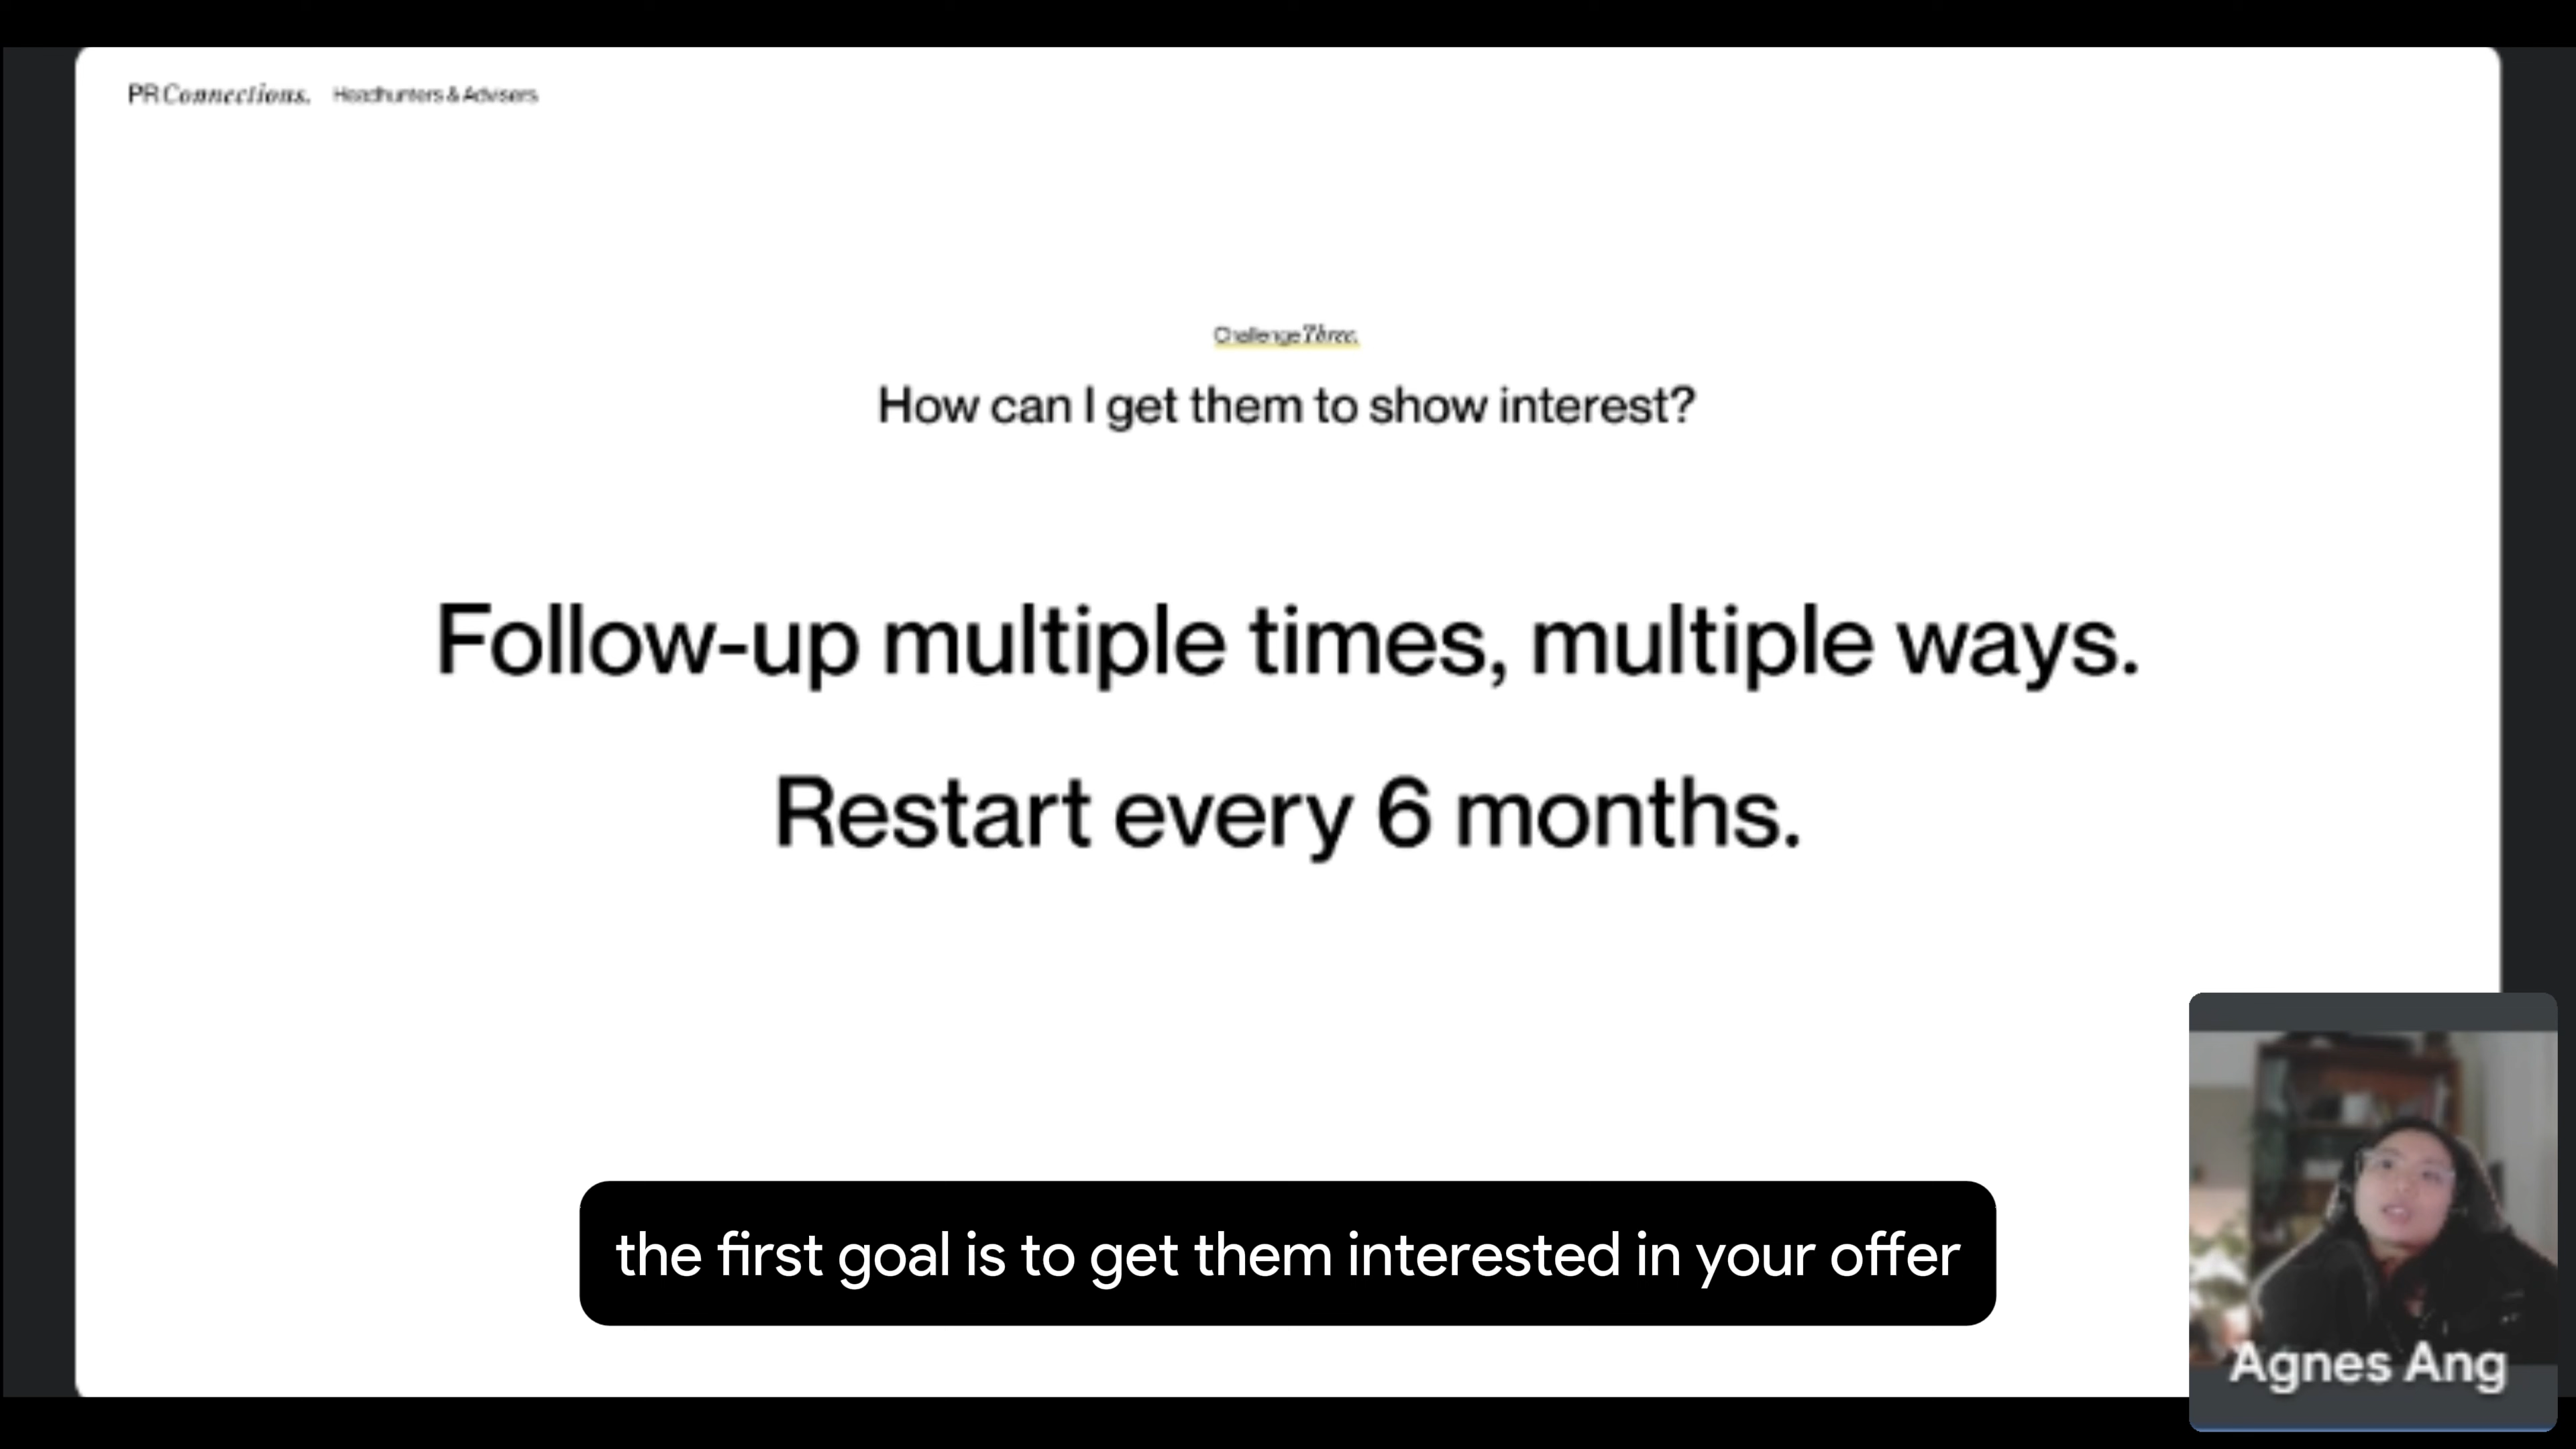 PR Connections. Headhunters & Advisers
Challenge Three.
How can I get them to show interest?
Follow-up multiple times, multiple ways.
Restart every 6 months.
the first goal is to get them interested in your offer
Agnes Ang